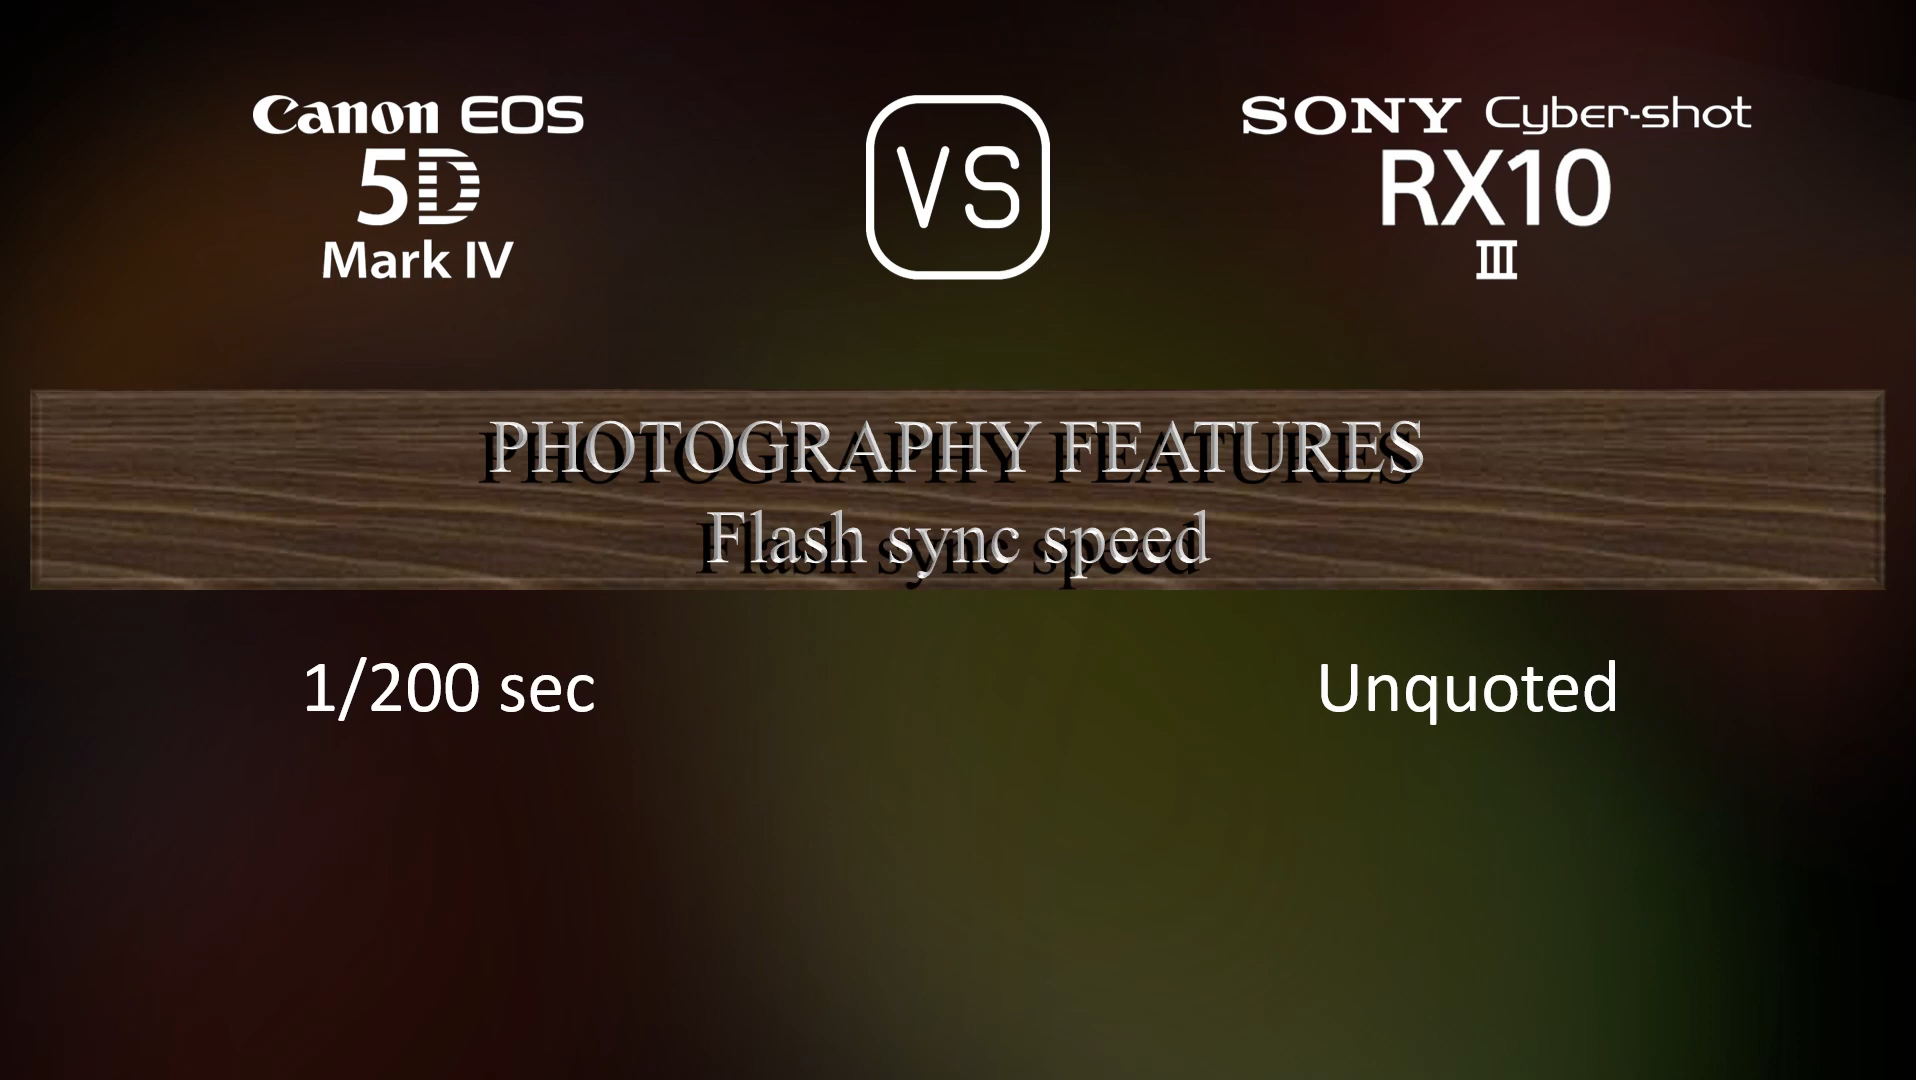 Canon EOS
5D
Mark IV
VS
SONY Cyber-shot
RX10
III
PHOTOGRAPHY FEATURES
Flash sync speed
1/200 sec
Unquoted